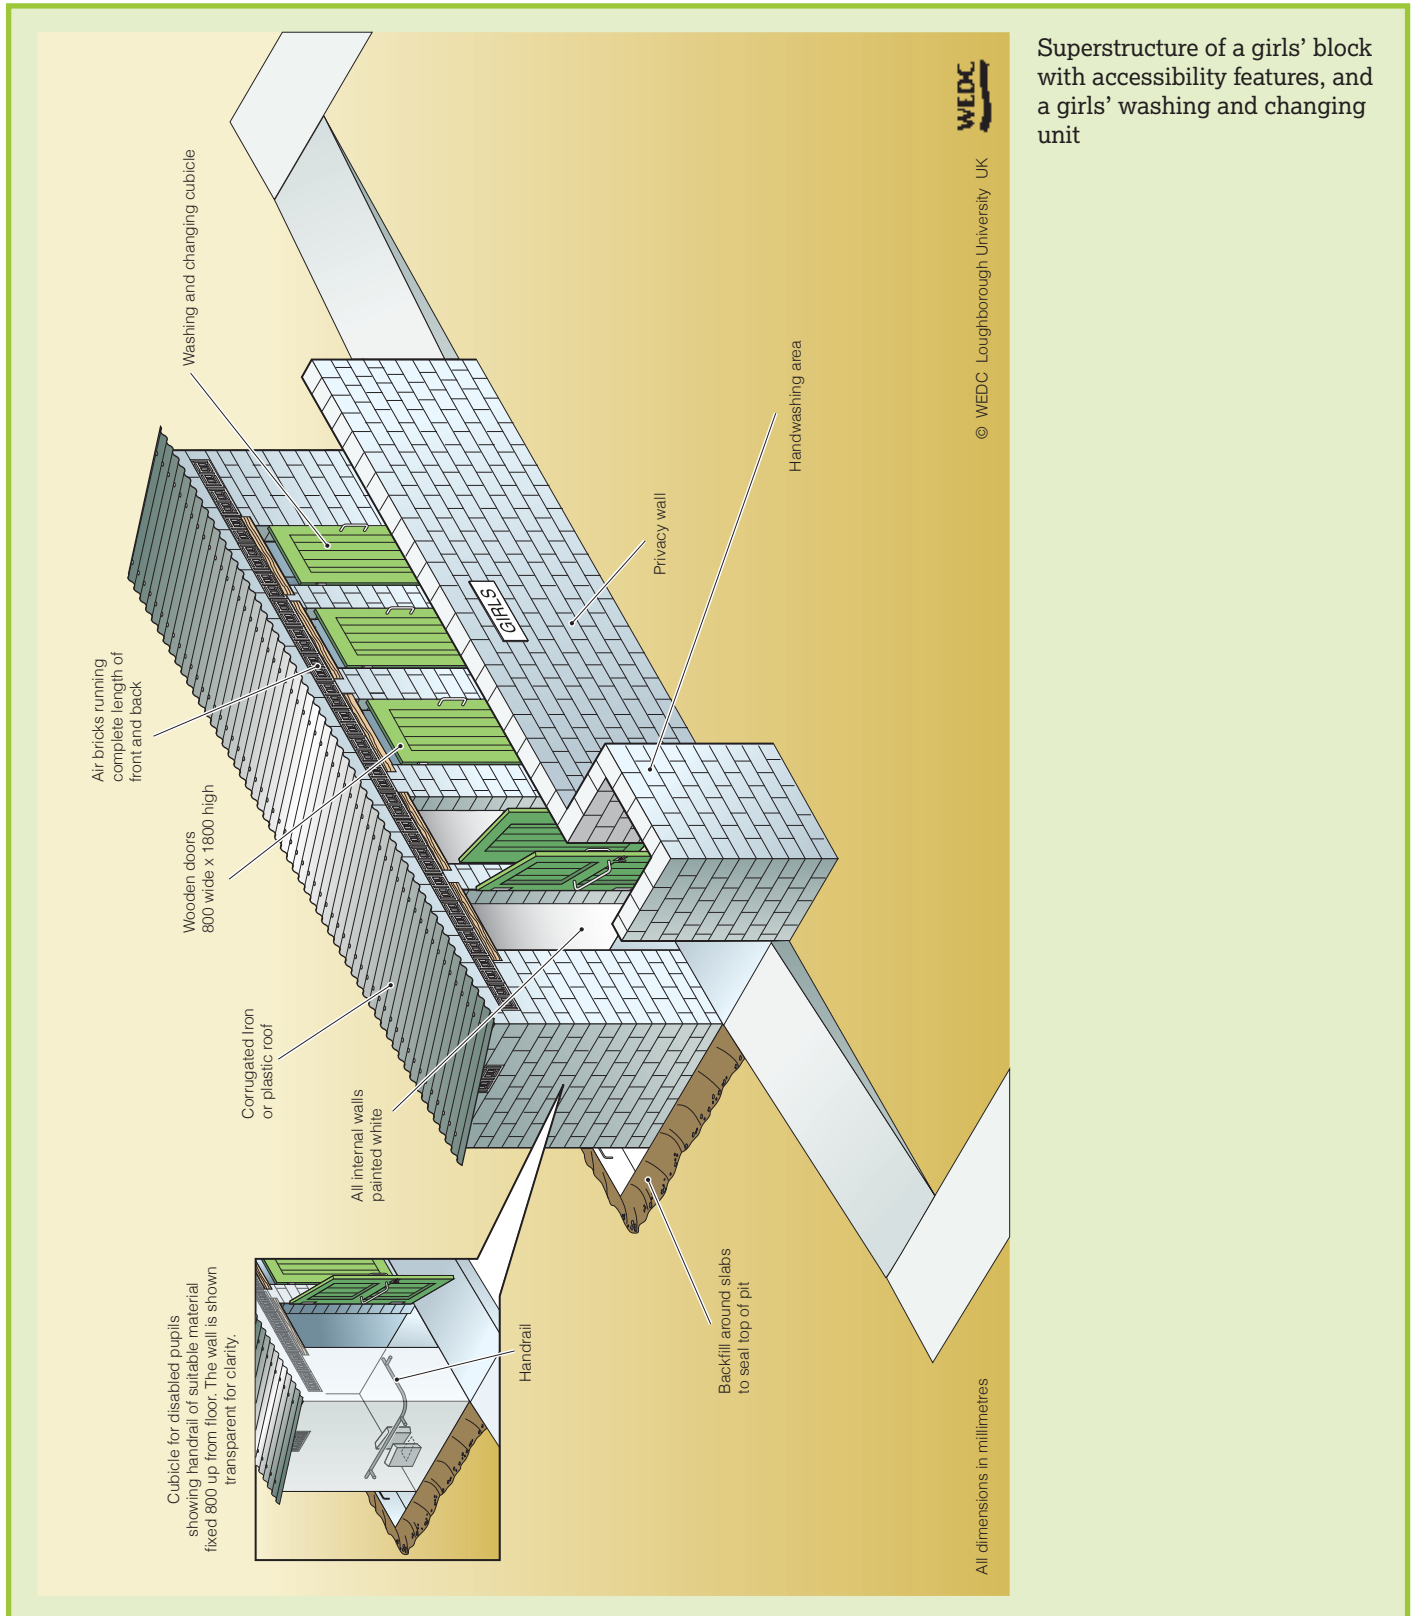 Superstructure of a girls’ block
with accessibility features, and
a girls’ washing and changing
unit
Cubicle for disabled pupils
showing handrail of suitable material
fixed 800 up from floor. The wall is shown
transparent for clarity.
Handrail
All internal walls
painted white
Corrugated Iron
or plastic roof
Wooden doors
800 wide x 1800 high
Air bricks running
complete length of
front and back
Washing and changing cubicle
GIRLS
Privacy wall
Handwashing area
Backfill around slabs
to seal top of pit
All dimensions in millimetres
© WEDC Loughborough University UK
WEDC